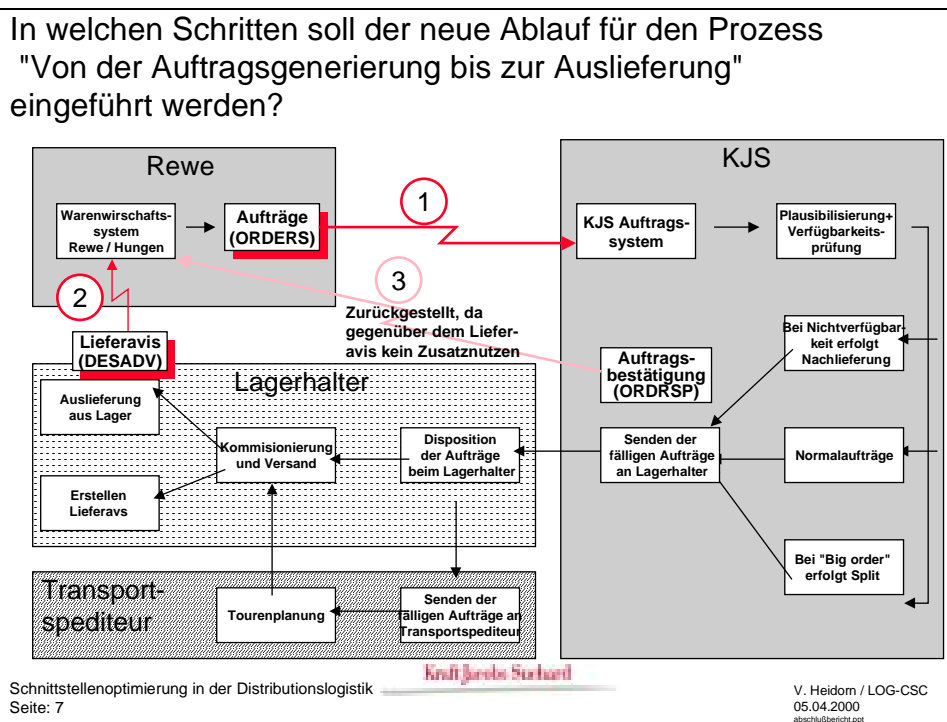 In welchen Schritten soll der neue Ablauf für den Prozess
"Von der Auftragsgenerierung bis zur Auslieferung"
eingeführt werden?
Rewe
Warenwirschafts-
system
Rewe / Hungen
Aufträge
(ORDERS)
1
KJS
KJS Auftrags-
system
Plausibilisierung+
Verfügbarkeits-
prüfung
2
3
Zurückgestellt, da
gegenüber dem Liefer-
avis kein Zusatznutzen
Lieferavis
(DESADV)
Auftrags-
bestätigung
(ORDRSP)
Bei Nichtverfügbar-
keit erfolgt
Nachlieferung
Lagerhalter
Auslieferung
aus Lager
Kommisionierung
und Versand
Disposition
der Aufträge
beim Lagerhalter
Senden der
fälligen Aufträge
an Lagerhalter
Normalaufträge
Erstellen
Lieferavs
Bei "Big order"
erfolgt Split
Transport-
spediteur
Tourenplanung
Senden der
fälligen Aufträge an
Transportspediteur
Kraft Jacobs Suchard
Schnittstellenoptimierung in der Distributionslogistik
Seite: 7
V. Heidorn / LOG-CSC
05.04.2000
abschlußbericht.ppt